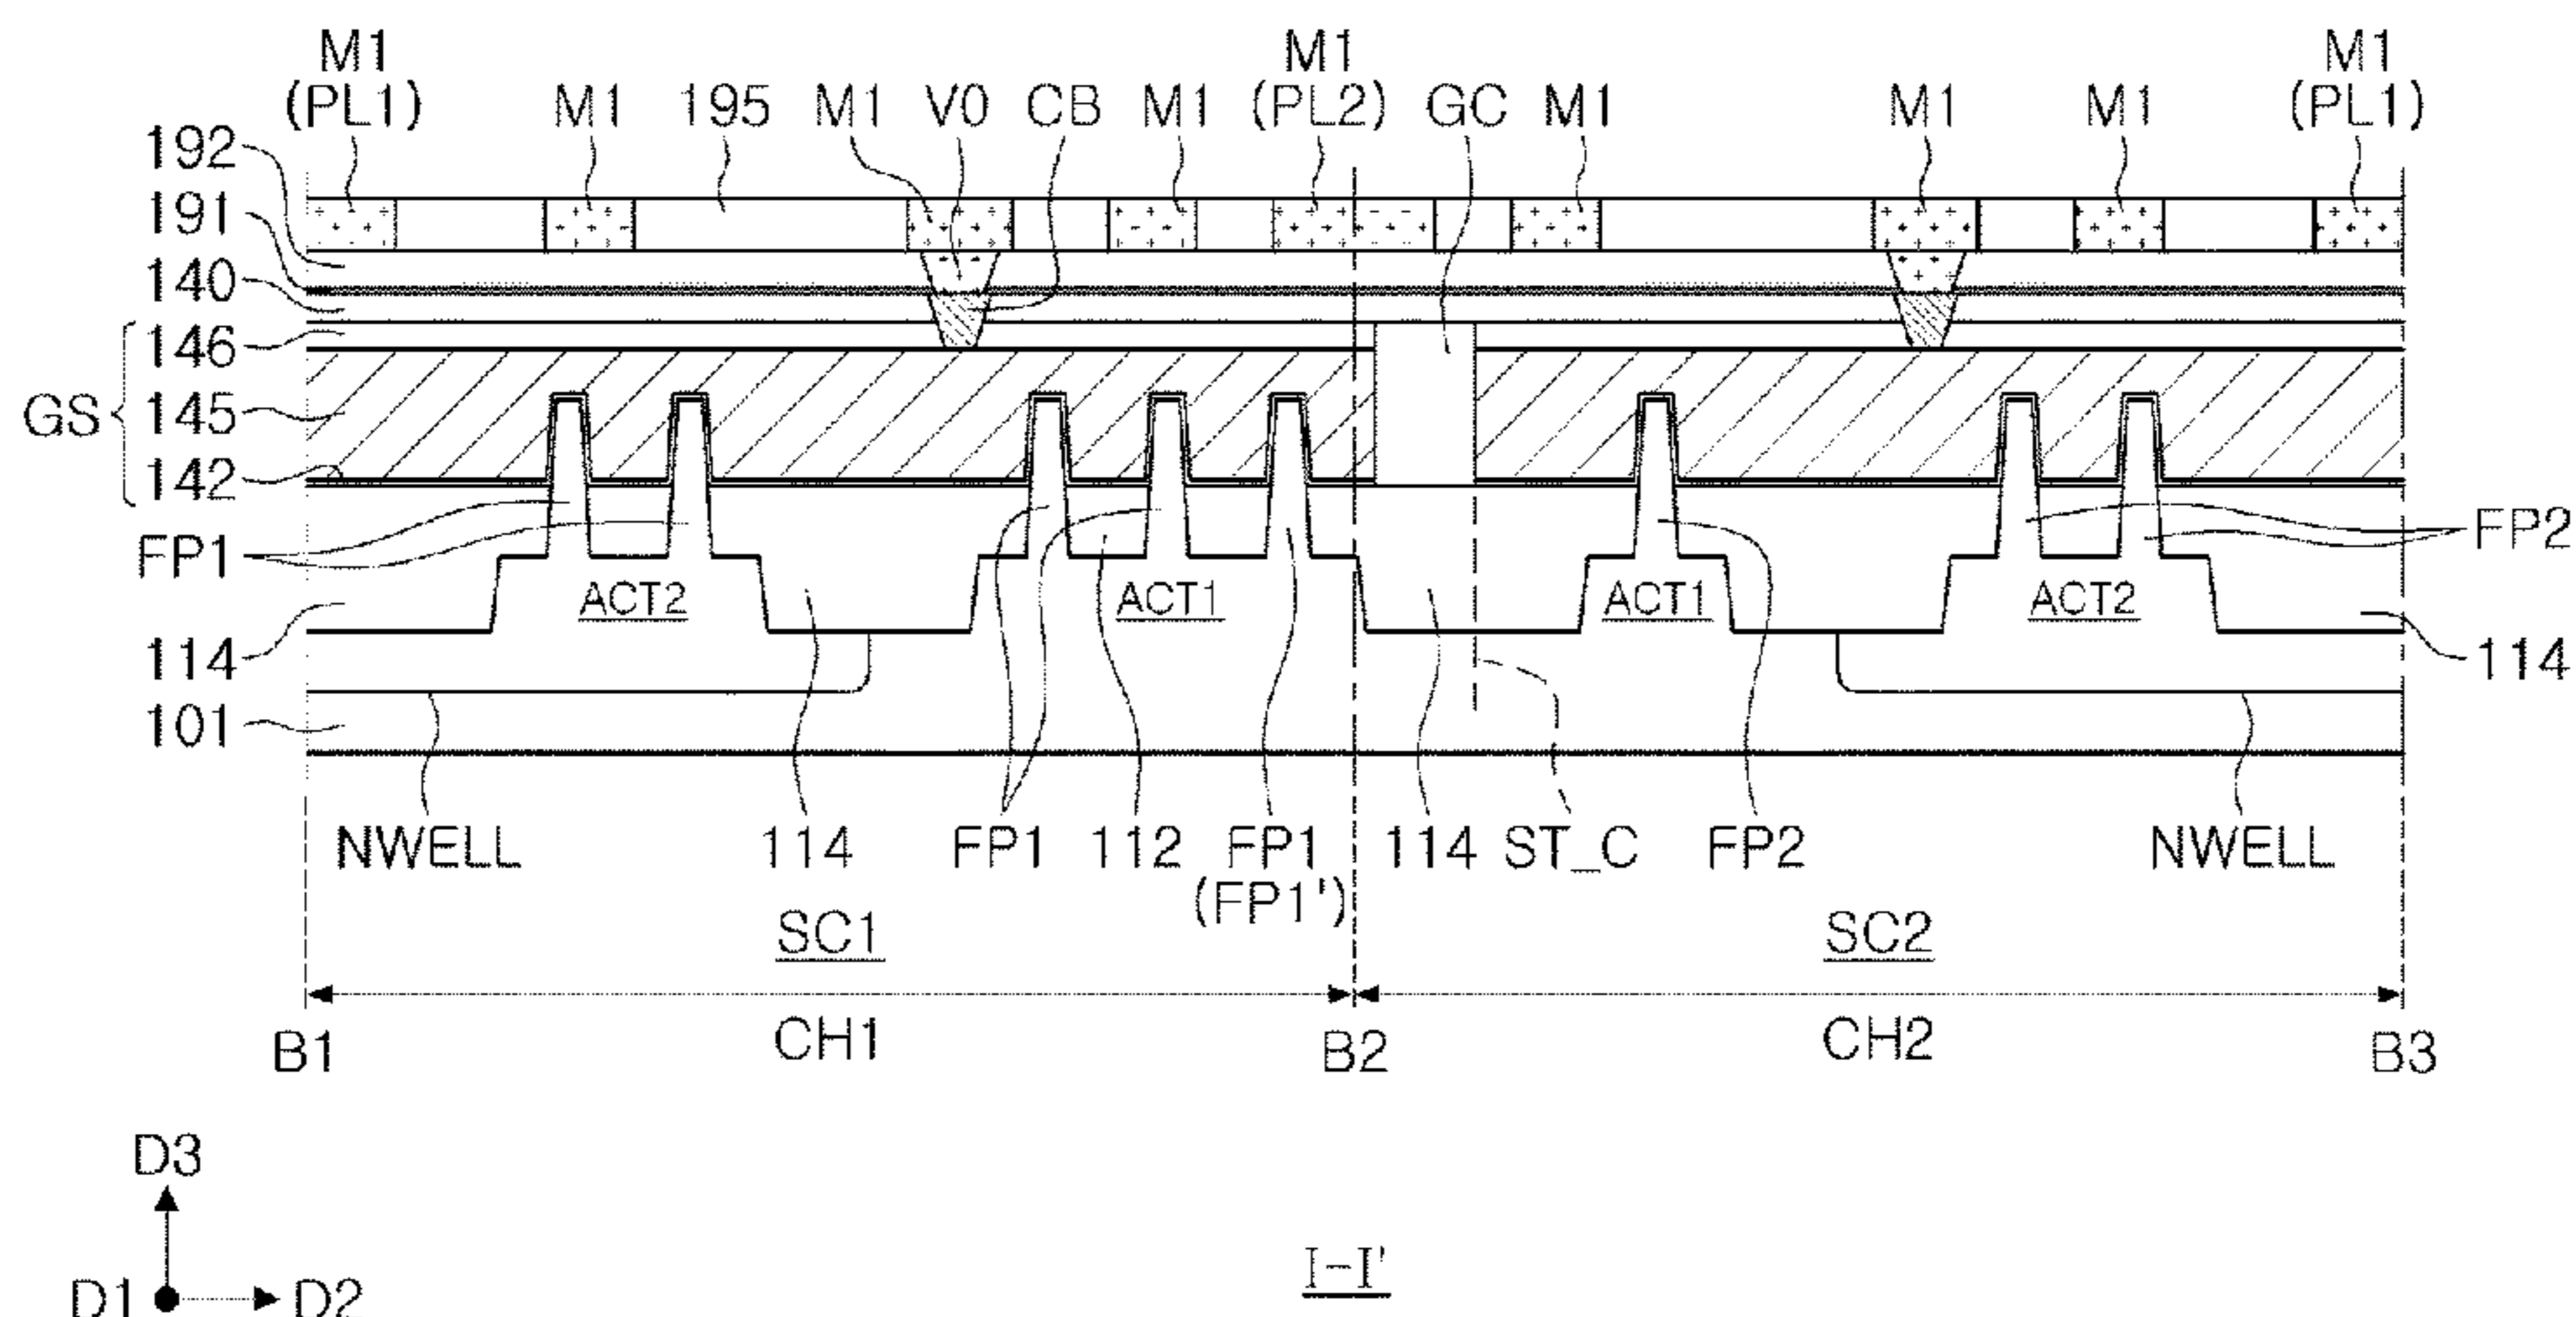 M1 M1 M1
(PL1) M1 195 M1 V0 CB M1 (PL2) GC M1 M1 M1 (PL1)
192
191
140
146
GS 145
142
FP1 FP2
ACT2 ACT1 ACT1 ACT2
114 114
101
NWELL 114 FP1 112 FP1 114 ST_C FP2 NWELL
(FP1')
SC1 SC2
CH1 CH2
B1 B2 B3
D3
D1 D2
I-I'